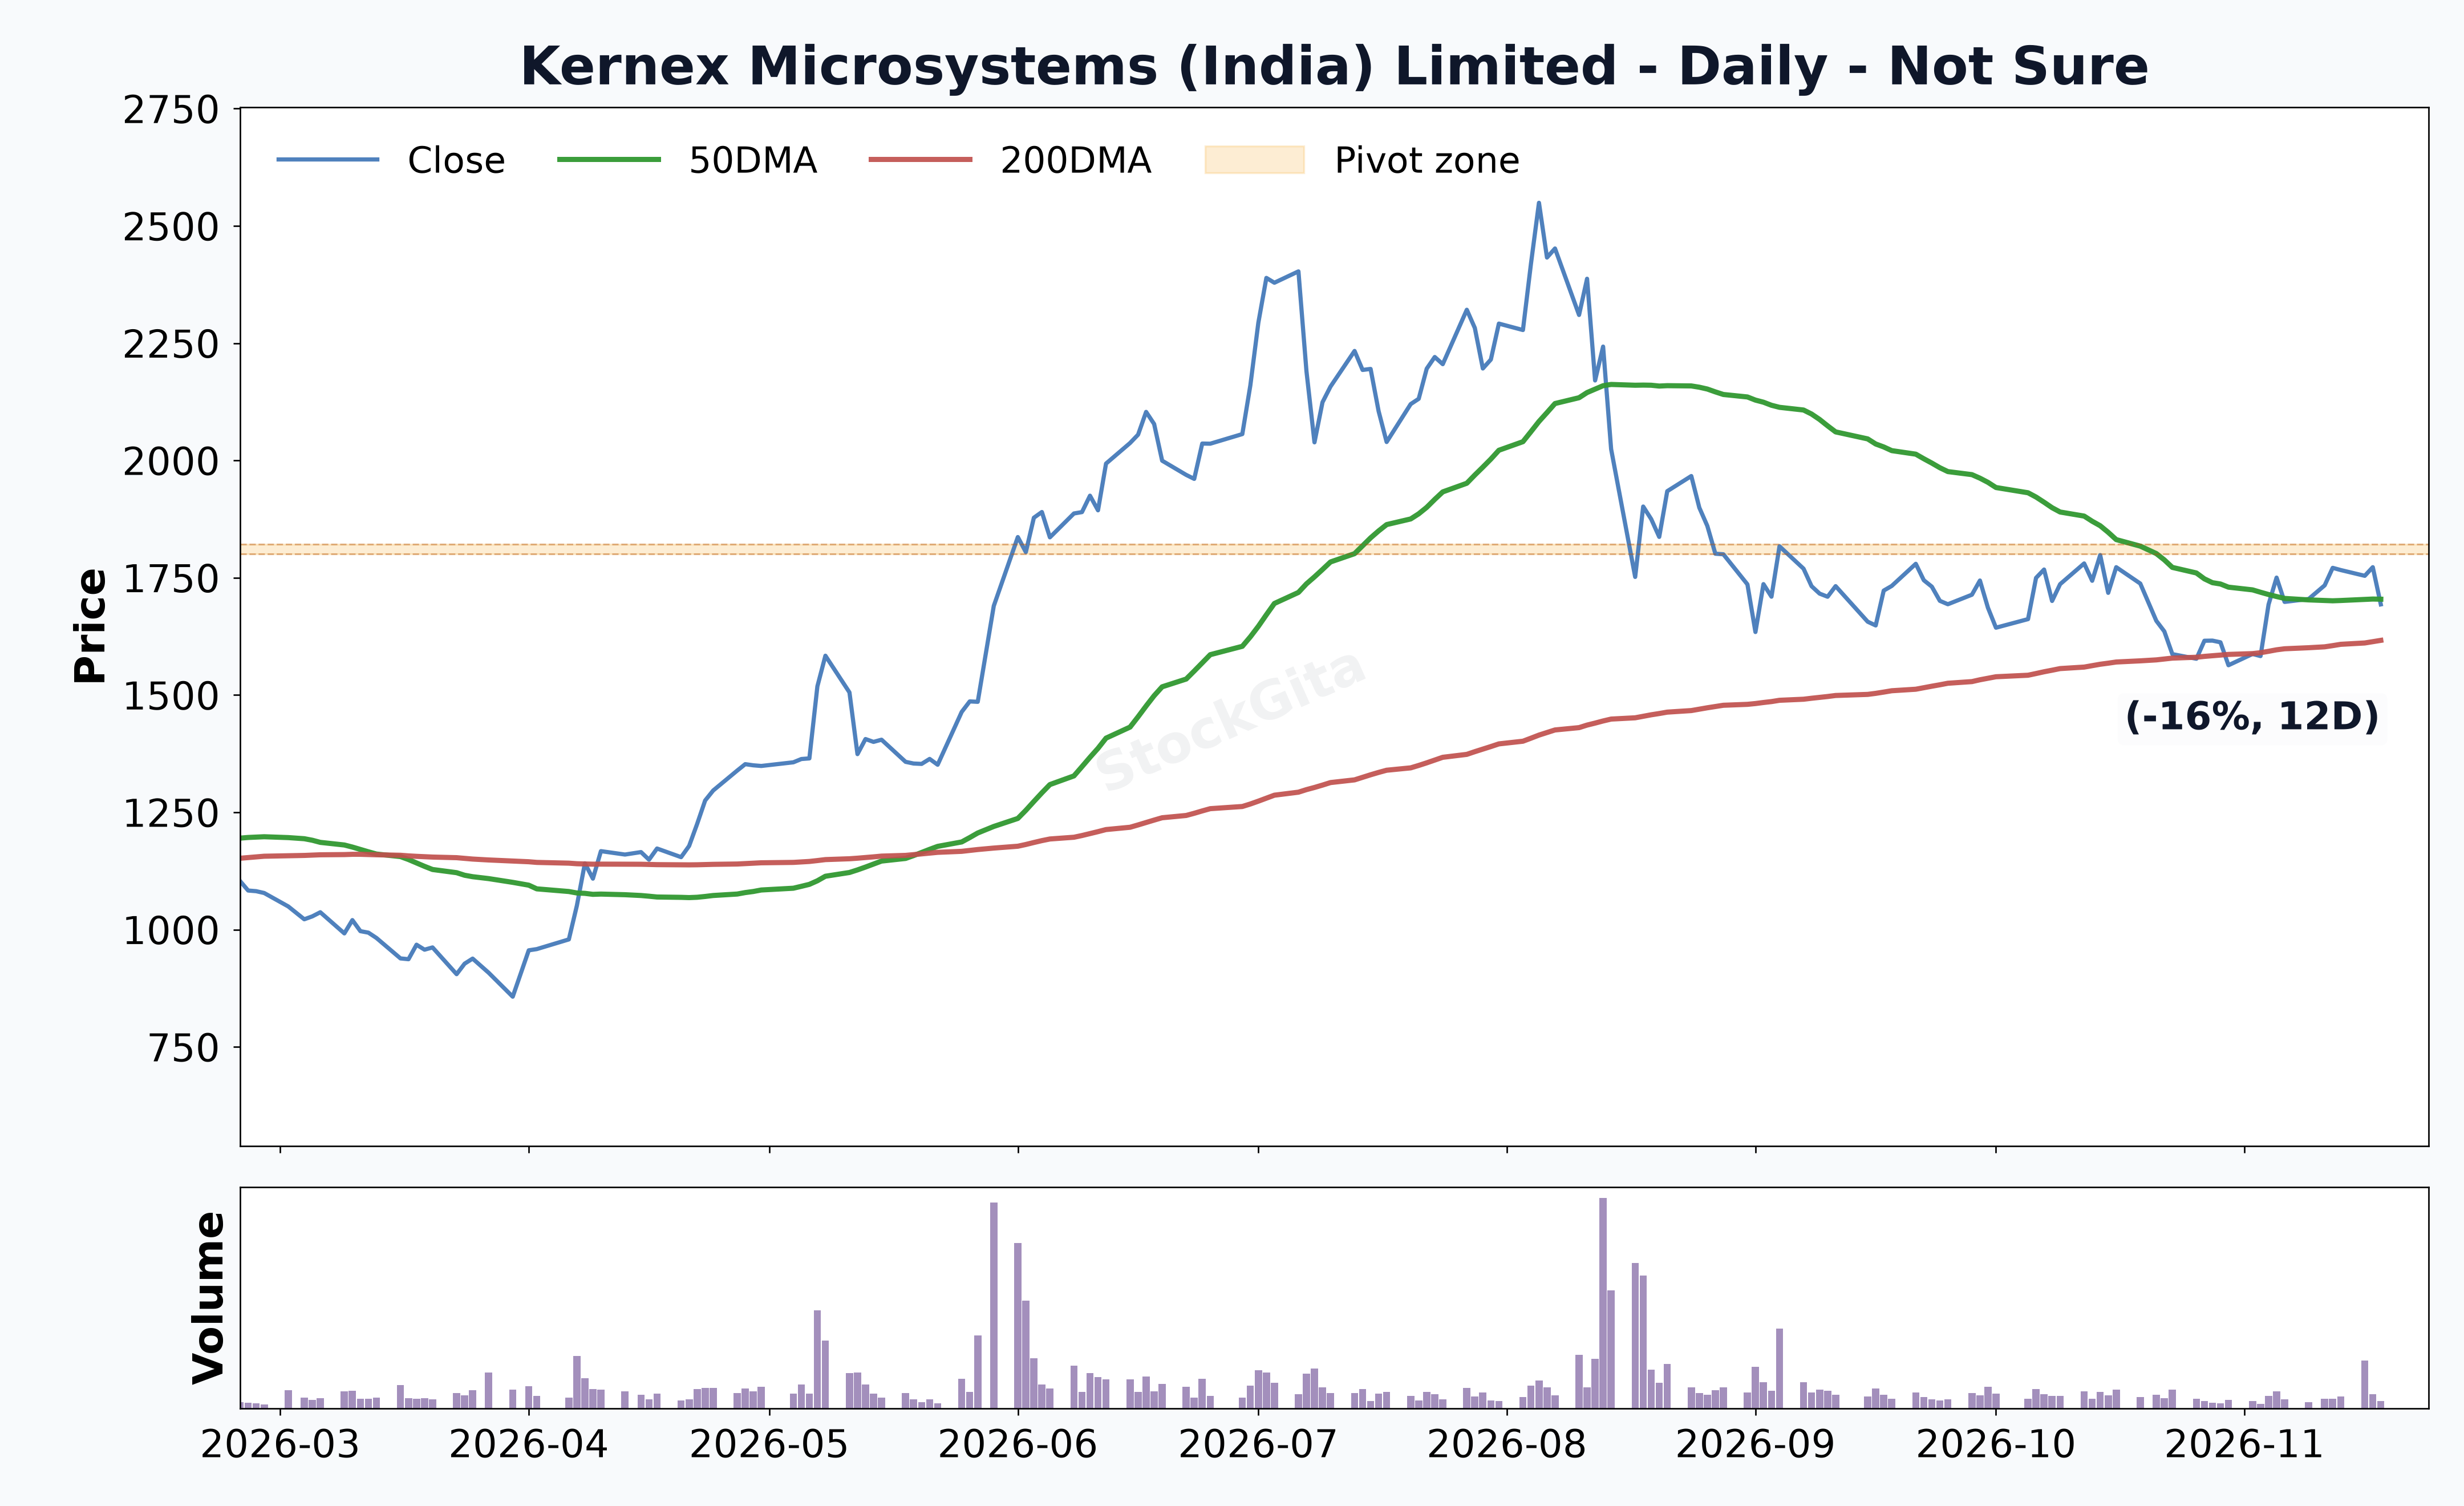 Kernex Microsystems (India) Limited - Daily - Not Sure
Close 50DMA 200DMA Pivot zone
2750
2500
2250
2000
1750
1500
1250
1000
750
Price
StockGita
(-16%, 12D)
Volume
2026-03 2026-04 2026-05 2026-06 2026-07 2026-08 2026-09 2026-10 2026-11